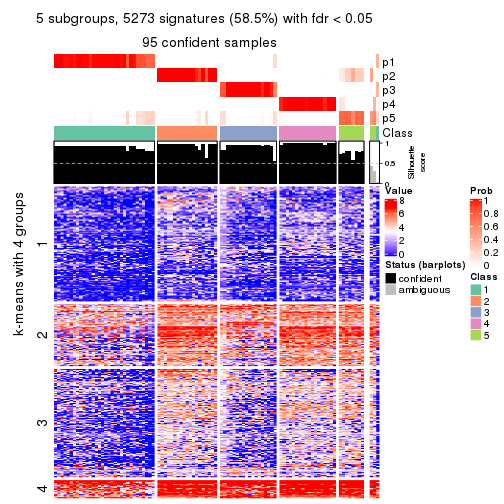 5 subgroups, 5273 signatures (58.5%) with fdr < 0.05
95 confident samples
p1
p2
p3
p4
p5
Class
1
0.5
0
Silhouette
score
k-means with 4 groups
1
2
3
4
Value
8
6
4
2
0
Status (barplots)
confident
ambiguous
Prob
1
0.8
0.6
0.4
0.2
0
Class
1
2
3
4
5